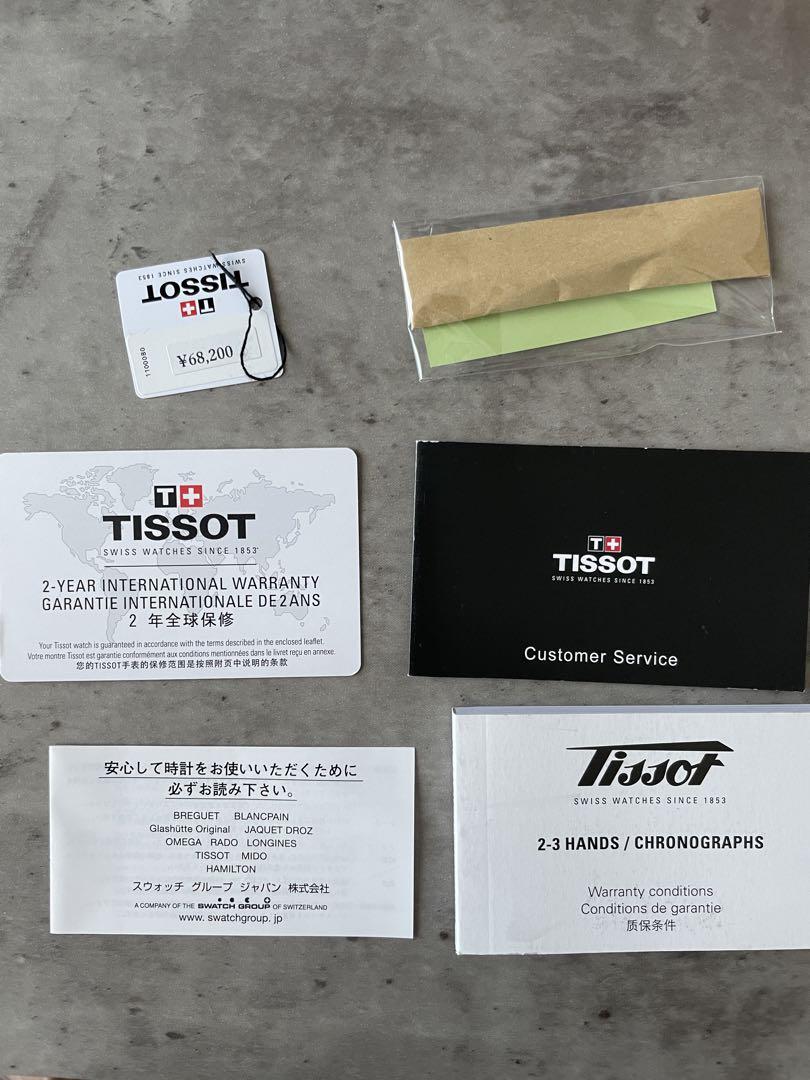 SWISS WATCHES SINCE 1853
TISSOT
T+
¥68,200
1100080
T+
TISSOT
SWISS WATCHES SINCE 1853
2-YEAR INTERNATIONAL WARRANTY
GARANTIE INTERNATIONALE DE 2 ANS
2 年全球保修
Your Tissot watch is guaranteed in accordance with the terms described in the enclosed leaflet.
Votre montre Tissot est garantie conformément aux conditions mentionnées dans le livret reçu en annexe.
您的TISSOT手表的保修范围是按照附页中说明的条款
T+
TISSOT
SWISS WATCHES SINCE 1853
Customer Service
安心して時計をお使いいただくために
必ずお読み下さい。
BREGUET BLANCPAIN
Glashütte Original JAQUET DROZ
OMEGA RADO LONGINES
TISSOT MIDO
HAMILTON
スウォッチ グループ ジャパン 株式会社
A COMPANY OF THE SWATCH GROUP OF SWITZERLAND
www. swatchgroup. jp
Tissot
SWISS WATCHES SINCE 1853
2-3 HANDS / CHRONOGRAPHS
Warranty conditions
Conditions de garantie
质保条件